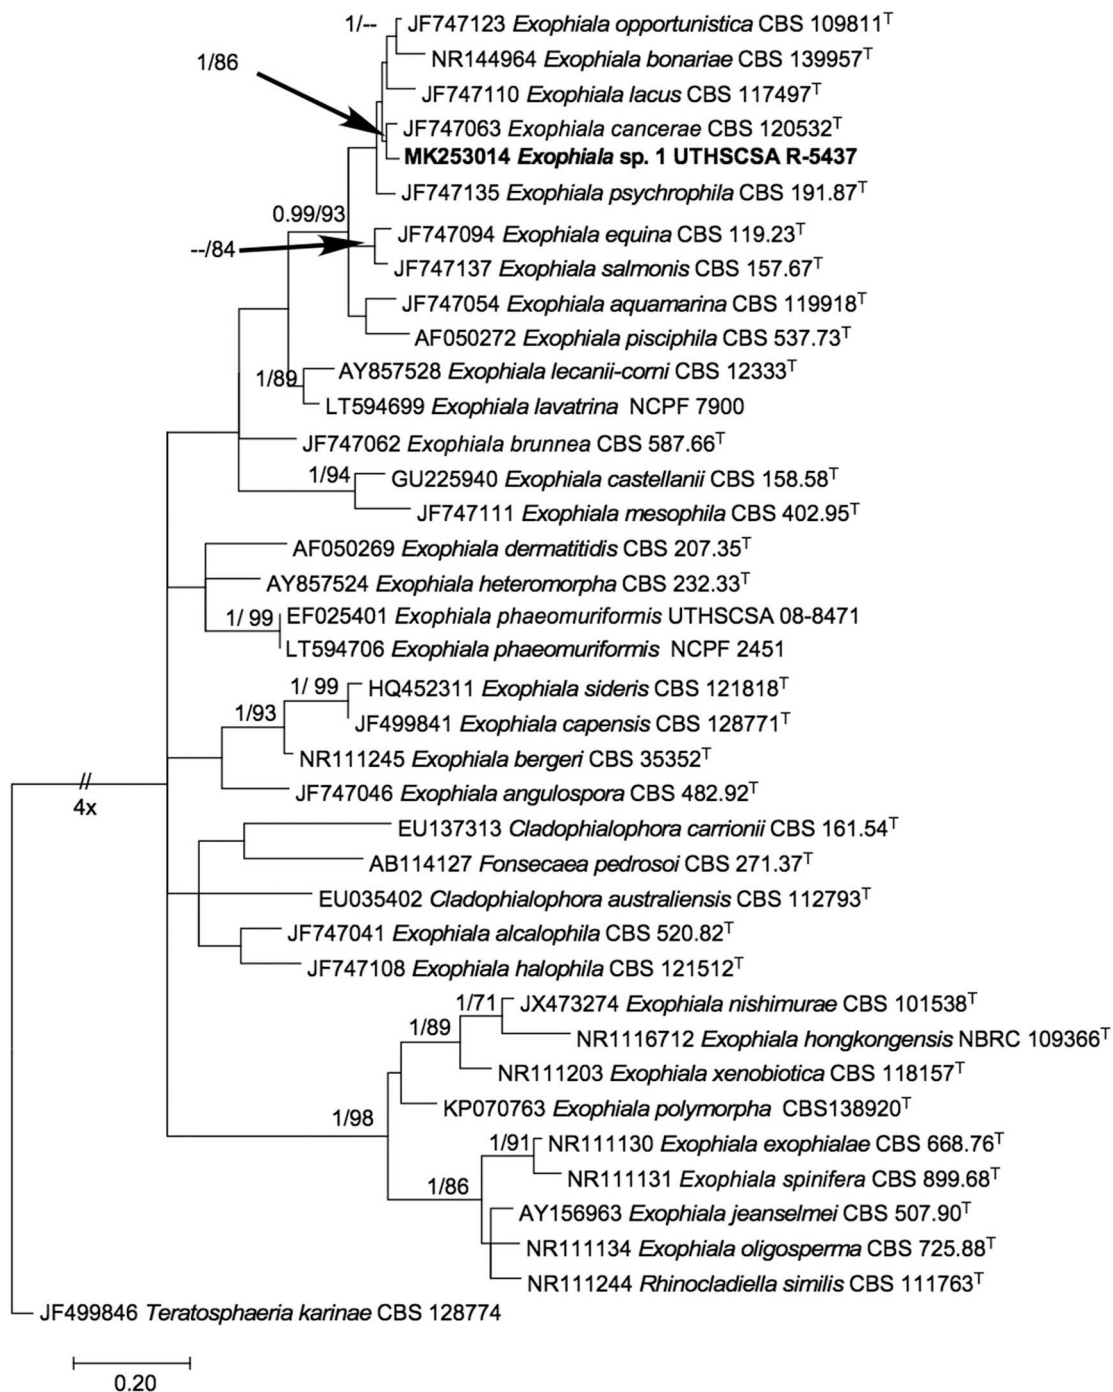 1/--
JF747123 Exophiala opportunistica CBS 109811T
NR144964 Exophiala bonariae CBS 139957T
1/86
JF747110 Exophiala lacus CBS 117497T
JF747063 Exophiala cancerae CBS 120532T
MK253014 Exophiala sp. 1 UTHSCSA R-5437
JF747135 Exophiala psychrophila CBS 191.87T
0.99/93
JF747094 Exophiala equina CBS 119.23T
--/84
JF747137 Exophiala salmonis CBS 157.67T
JF747054 Exophiala aquamarina CBS 119918T
AF050272 Exophiala pisciphila CBS 537.73T
AY857528 Exophiala lecanii-corni CBS 12333T
1/89
LT594699 Exophiala lavatrina NCPF 7900
JF747062 Exophiala brunnea CBS 587.66T
1/94
GU225940 Exophiala castellanii CBS 158.58T
JF747111 Exophiala mesophila CBS 402.95T
AF050269 Exophiala dermatitidis CBS 207.35T
AY857524 Exophiala heteromorpha CBS 232.33T
1/ 99
EF025401 Exophiala phaeomuriformis UTHSCSA 08-8471
LT594706 Exophiala phaeomuriformis NCPF 2451
1/ 99
HQ452311 Exophiala sideris CBS 121818T
1/93
JF499841 Exophiala capensis CBS 128771T
NR111245 Exophiala bergeri CBS 35352T
//
JF747046 Exophiala angulospora CBS 482.92T
4x
EU137313 Cladophialophora carrionii CBS 161.54T
AB114127 Fonsecaea pedrosoi CBS 271.37T
EU035402 Cladophialophora australiensis CBS 112793T
JF747041 Exophiala alcalophila CBS 520.82T
JF747108 Exophiala halophila CBS 121512T
1/71
JX473274 Exophiala nishimurae CBS 101538T
1/89
NR1116712 Exophiala hongkongensis NBRC 109366T
NR111203 Exophiala xenobiotica CBS 118157T
KP070763 Exophiala polymorpha CBS138920T
1/98
1/91
NR111130 Exophiala exophialae CBS 668.76T
NR111131 Exophiala spinifera CBS 899.68T
1/86
AY156963 Exophiala jeanselmei CBS 507.90T
NR111134 Exophiala oligosperma CBS 725.88T
NR111244 Rhinocladiella similis CBS 111763T
JF499846 Teratosphaeria karinae CBS 128774
0.20